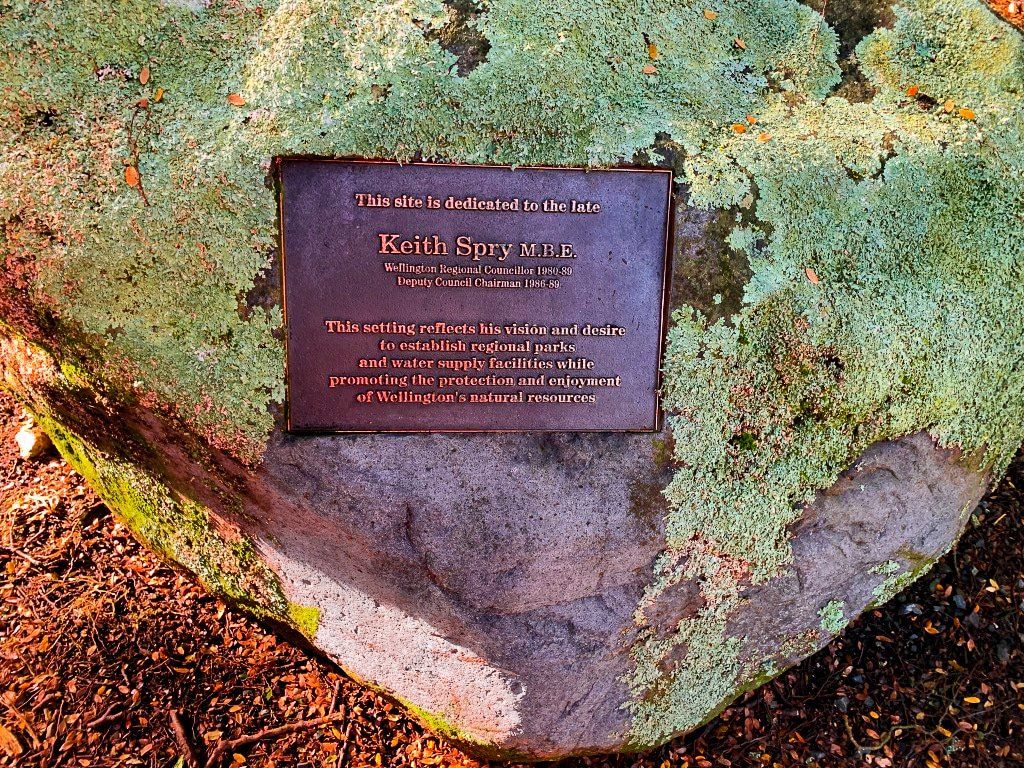 This site is dedicated to the late
Keith Spry M.B.E.
Wellington Regional Councillor 1980-89
Deputy Council Chairman 1986-89
This setting reflects his vision and desire
to establish regional parks
and water supply facilities while
promoting the protection and enjoyment
of Wellington's natural resources